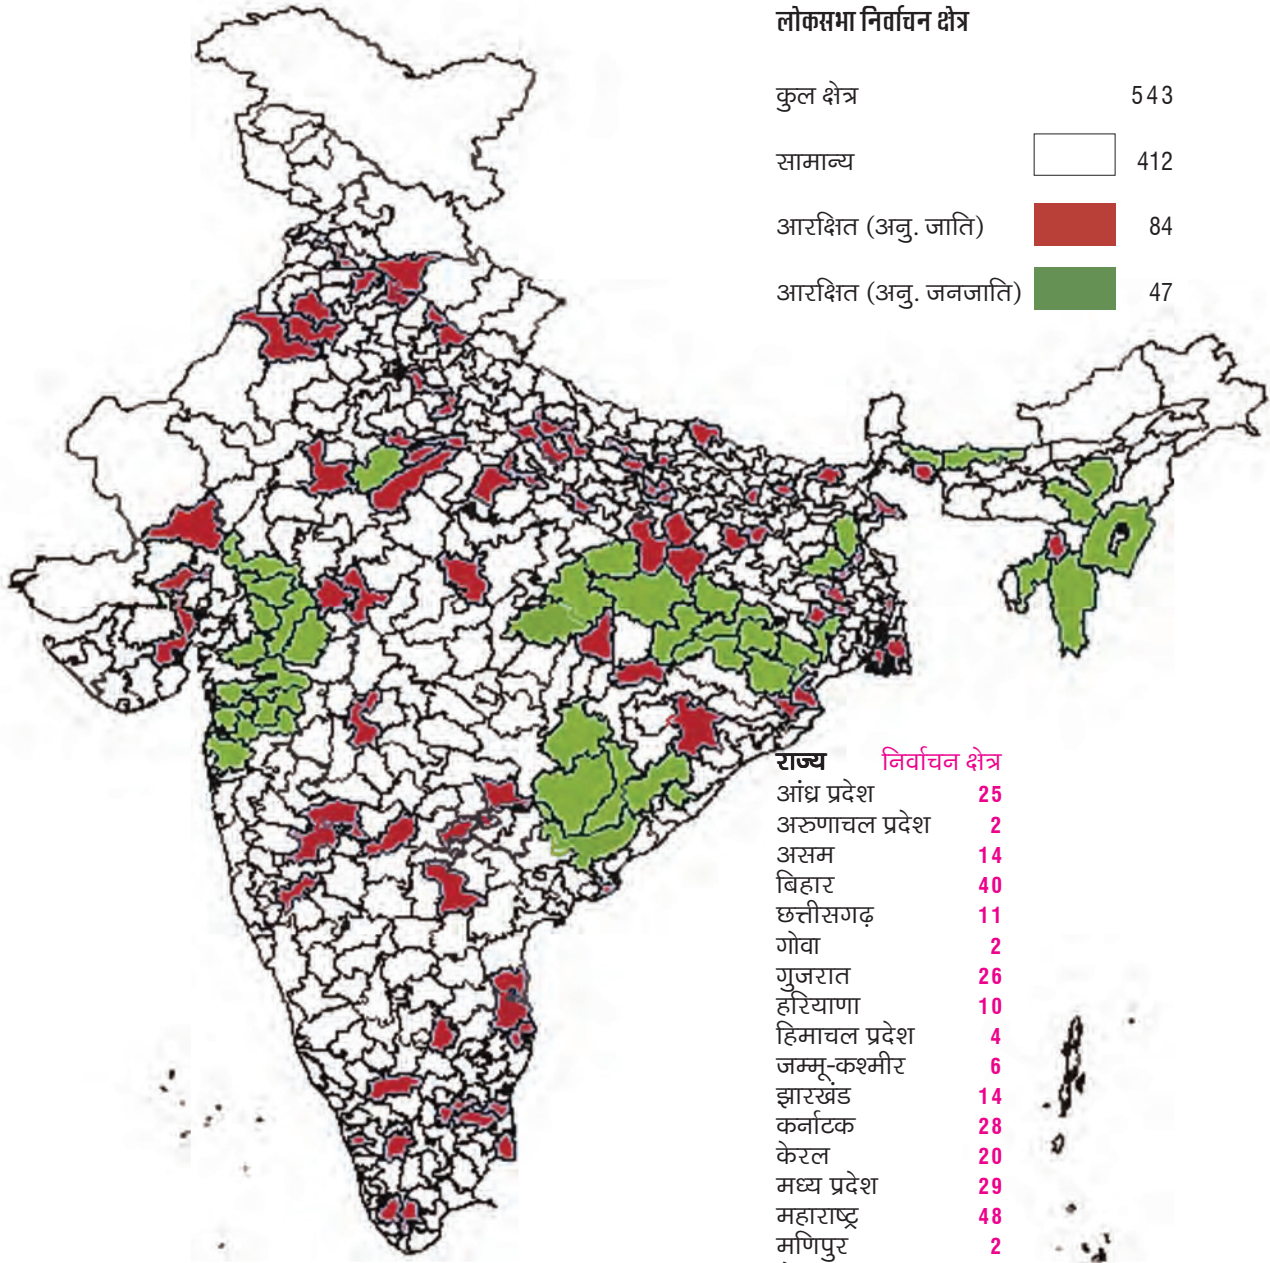 लोकसभा निर्वाचन क्षेत्र
कुल क्षेत्र 543
सामान्य 412
आरक्षित (अनु. जाति) 84
आरक्षित (अनु. जनजाति) 47
राज्य निर्वाचन क्षेत्र
आंध्र प्रदेश 25
अरुणाचल प्रदेश 2
असम 14
बिहार 40
छत्तीसगढ़ 11
गोवा 2
गुजरात 26
हरियाणा 10
हिमाचल प्रदेश 4
जम्मू-कश्मीर 6
झारखंड 14
कर्नाटक 28
केरल 20
मध्य प्रदेश 29
महाराष्ट्र 48
मणिपुर 2